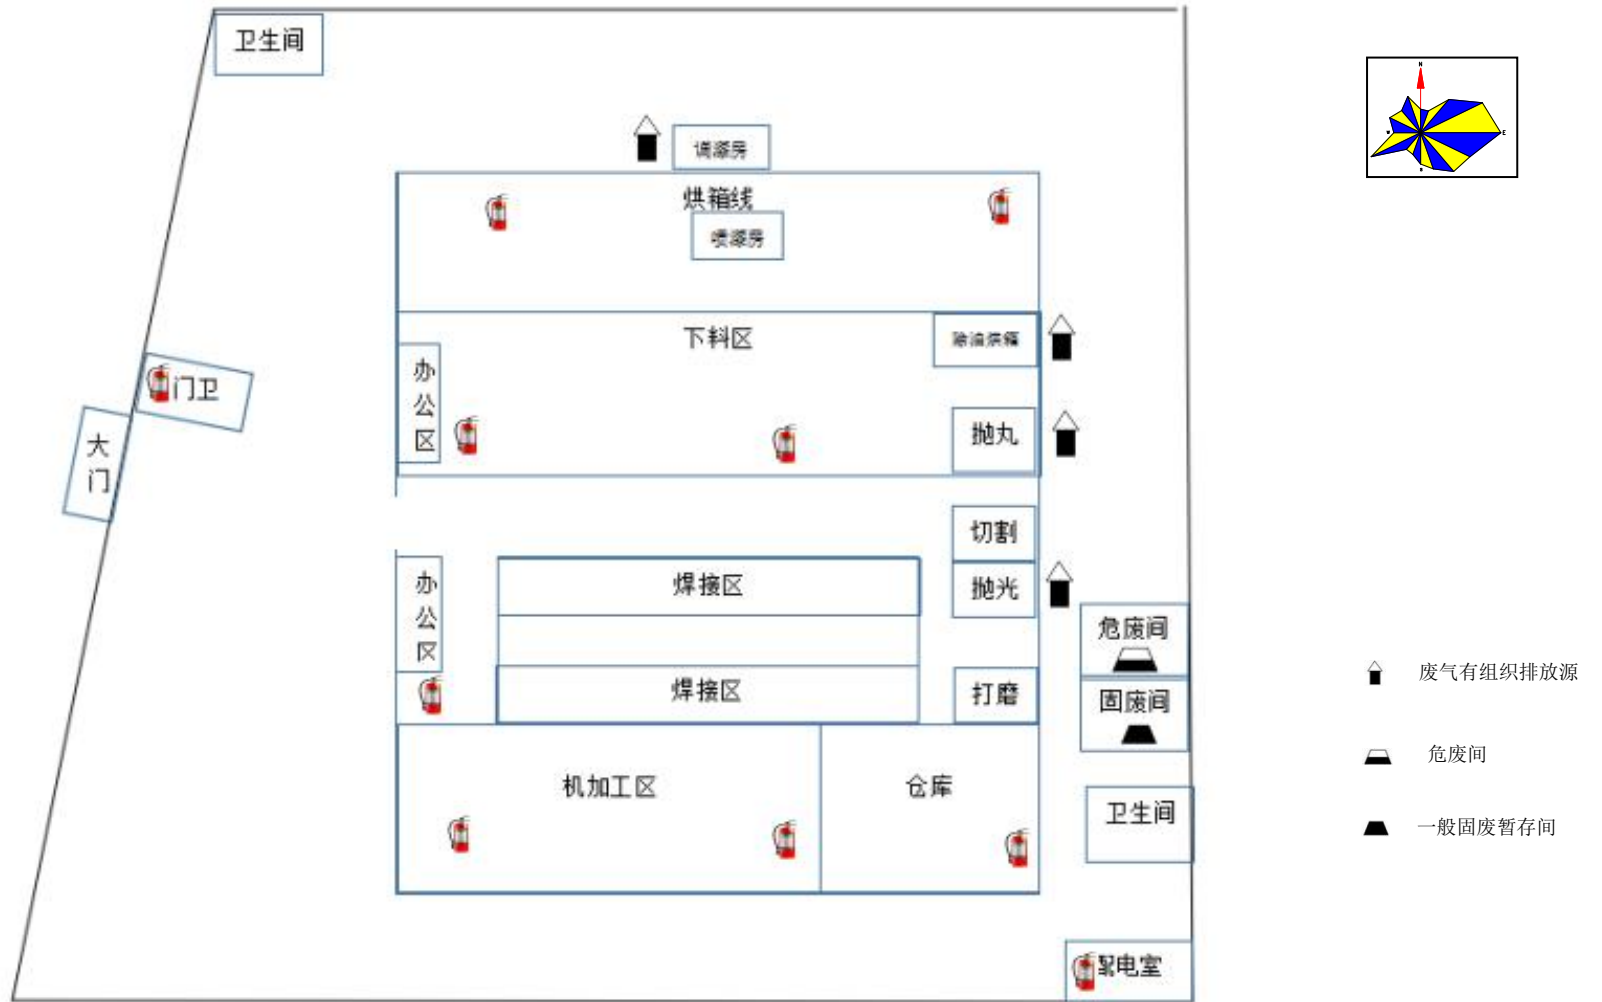 卫生间
N
W
E
S
调漆房
烘箱线
喷漆房
下料区
除油烘箱
办公区
门卫
大门
抛丸
切割
抛光
办公区
焊接区
焊接区
打磨
危废间
固废间
机加工区
仓库
卫生间
配电室
废气有组织排放源
危废间
一般固废暂存间